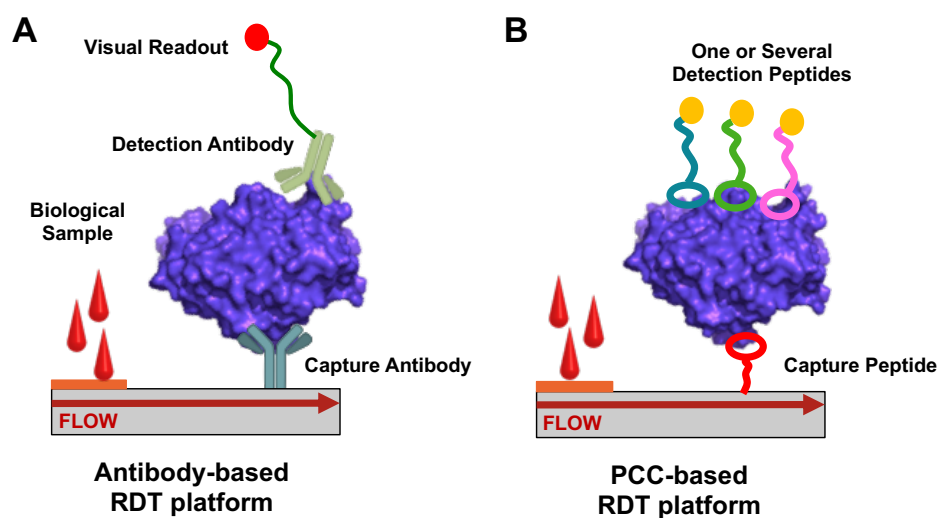 A
Visual Readout
Detection Antibody
Biological
Sample
Capture Antibody
FLOW
Antibody-based
RDT platform
B
One or Several
Detection Peptides
Capture Peptide
FLOW
PCC-based
RDT platform